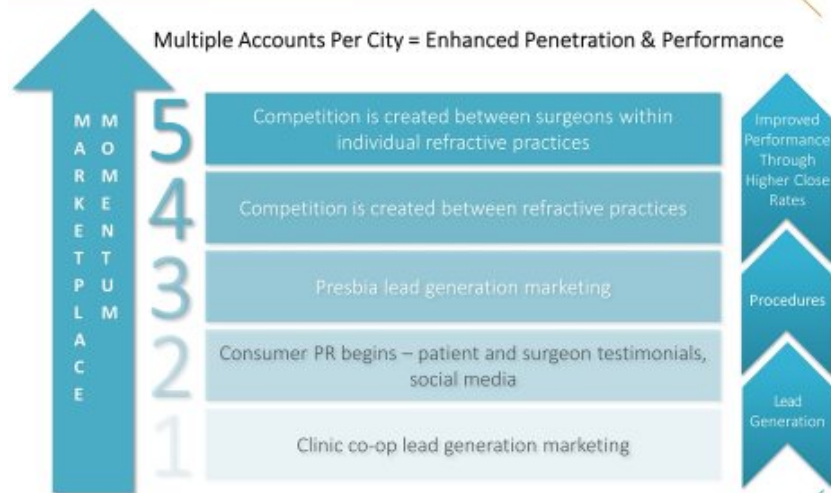 Multiple Accounts Per City = Enhanced Penetration & Performance
MARKETPLACE
MOMENTUM
5
Competition is created between surgeons within
individual refractive practices
4
Competition is created between refractive practices
3
Presbia lead generation marketing
2
Consumer PR begins – patient and surgeon testimonials,
social media
1
Clinic co-op lead generation marketing
Improved
Performance
Through
Higher Close
Rates
Procedures
Lead
Generation